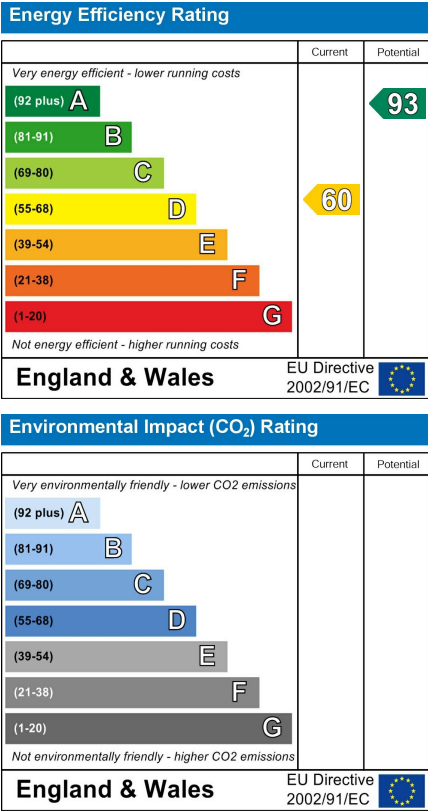 Energy Efficiency Rating
Current Potential
Very energy efficient - lower running costs
(92 plus) A
93
(81-91) B
(69-80) C
(55-68) D
60
(39-54) E
(21-38) F
(1-20) G
Not energy efficient - higher running costs
England & Wales
EU Directive
2002/91/EC
Environmental Impact (CO₂) Rating
Current Potential
Very environmentally friendly - lower CO2 emissions
(92 plus) A
(81-91) B
(69-80) C
(55-68) D
(39-54) E
(21-38) F
(1-20) G
Not environmentally friendly - higher CO2 emissions
England & Wales
EU Directive
2002/91/EC